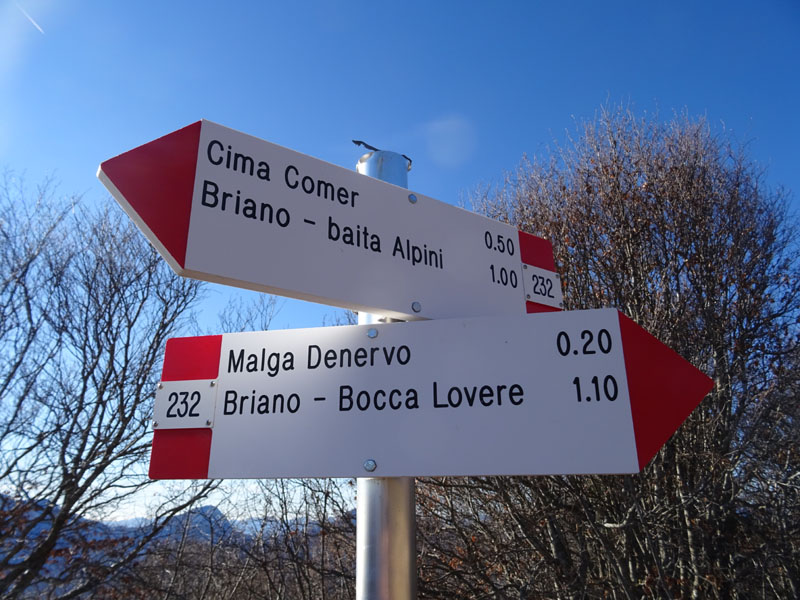 Cima Comer 0.50
Briano - baita Alpini 1.00
232
Malga Denervo 0.20
232 Briano - Bocca Lovere 1.10